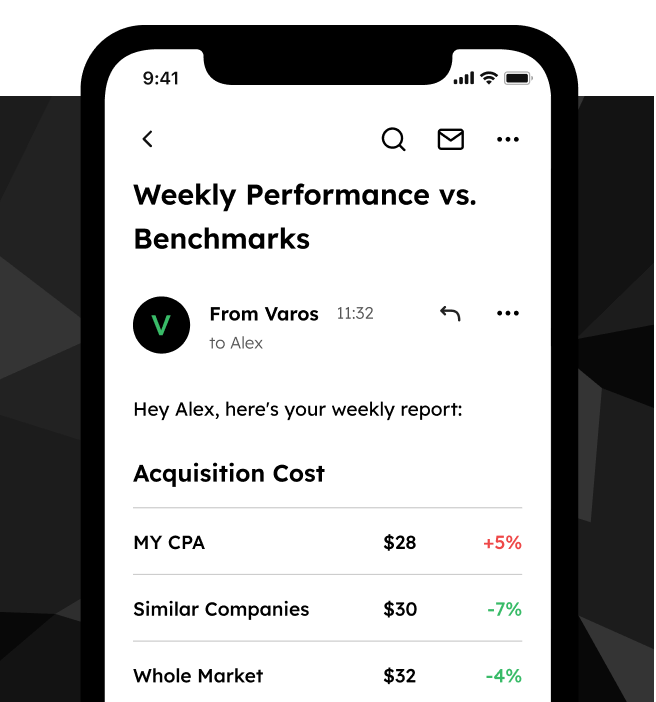 9:41
Weekly Performance vs.
Benchmarks
V
From Varos 11:32
to Alex
Hey Alex, here's your weekly report:
Acquisition Cost
MY CPA $28 +5%
Similar Companies $30 -7%
Whole Market $32 -4%